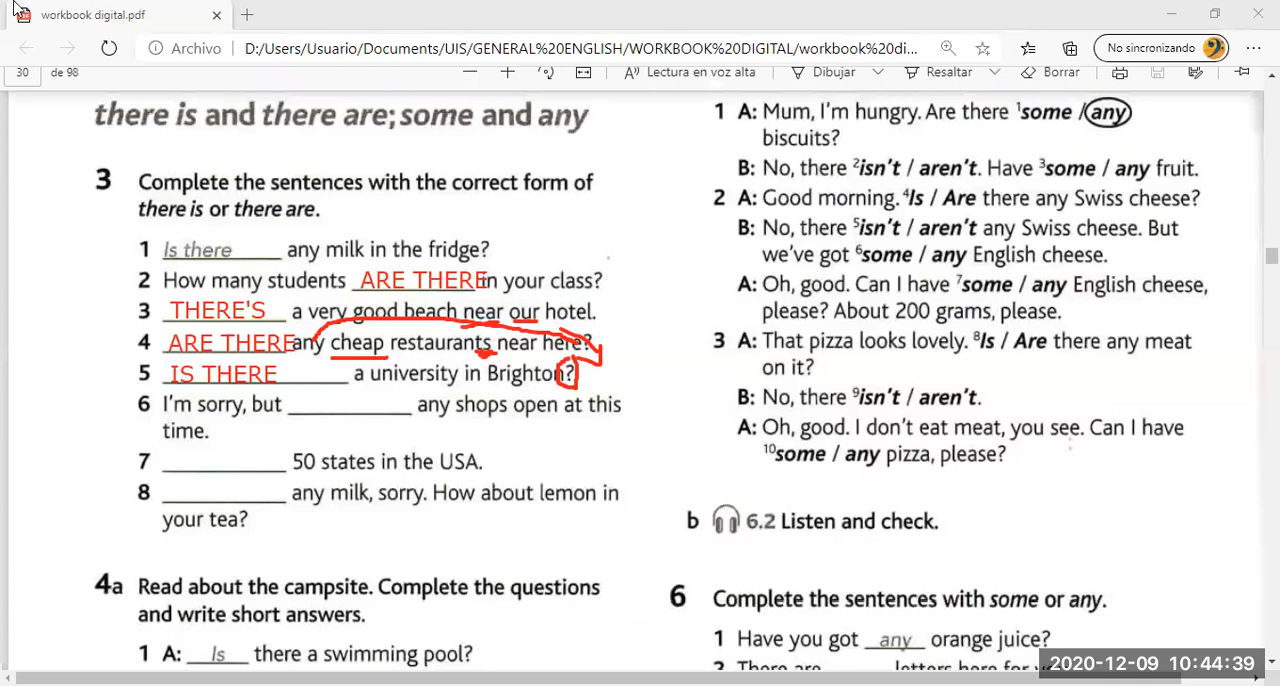 workbook digital.pdf
Archivo
D:/Users/Usuario/Documents/UIS/GENERAL%20ENGLISH/WORKBOOK%20DIGITAL/workbook%20di...
No sincronizando
30 de 98
Lectura en voz alta
Dibujar
Resaltar
Borrar
there is and there are; some and any
3 Complete the sentences with the correct form of
there is or there are.
1 Is there any milk in the fridge?
2 How many students ARE THERE in your class?
3 THERE'S a very good beach near our hotel.
4 ARE THERE any cheap restaurants near here?
5 IS THERE a university in Brighton?
6 I'm sorry, but ____________ any shops open at this
time.
7 ____________ 50 states in the USA.
8 ____________ any milk, sorry. How about lemon in
your tea?
4a Read about the campsite. Complete the questions
and write short answers.
1 A: Is there a swimming pool?
1 A: Mum, I'm hungry. Are there ¹some / any
biscuits?
B: No, there ²isn't / aren't. Have ³some / any fruit.
2 A: Good morning. ⁴Is / Are there any Swiss cheese?
B: No, there ⁵isn't / aren't any Swiss cheese. But
we've got ⁶some / any English cheese.
A: Oh, good. Can I have ⁷some / any English cheese,
please? About 200 grams, please.
3 A: That pizza looks lovely. ⁸Is / Are there any meat
on it?
B: No, there ⁹isn't / aren't.
A: Oh, good. I don't eat meat, you see. Can I have
¹⁰some / any pizza, please?
b 6.2 Listen and check.
6 Complete the sentences with some or any.
1 Have you got any orange juice?
2 There are letters here for
2020-12-09 10:44:39